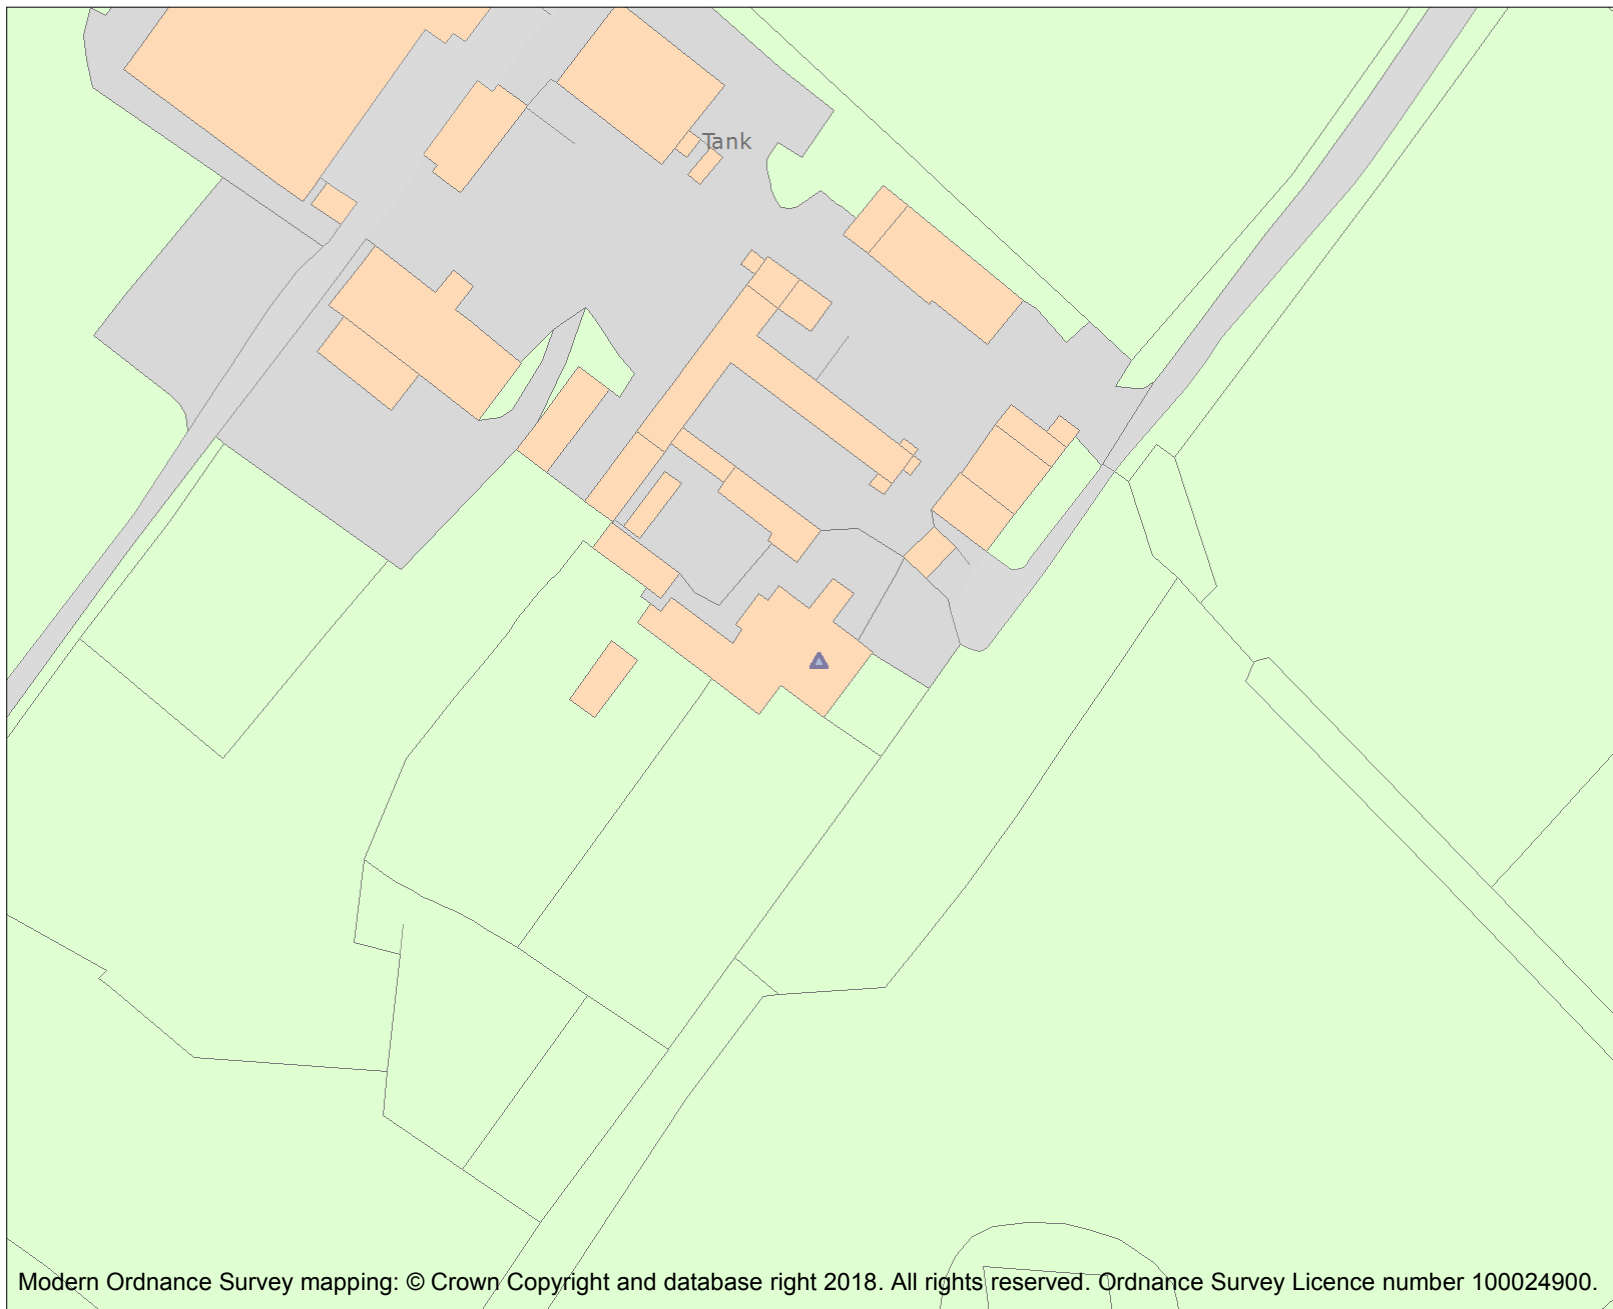 Tank
Modern Ordnance Survey mapping: © Crown Copyright and database right 2018. All rights reserved. Ordnance Survey Licence number 100024900.